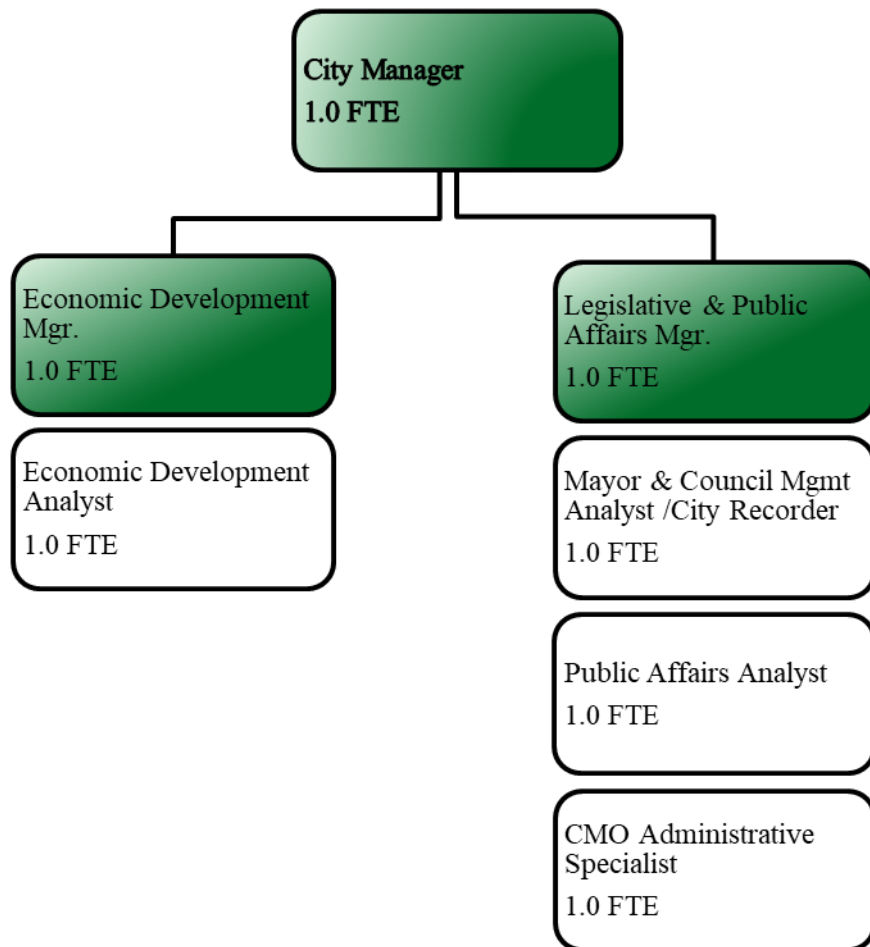 City Manager
1.0 FTE
Economic Development
Mgr.
1.0 FTE
Economic Development
Analyst
1.0 FTE
Legislative & Public
Affairs Mgr.
1.0 FTE
Mayor & Council Mgmt
Analyst /City Recorder
1.0 FTE
Public Affairs Analyst
1.0 FTE
CMO Administrative
Specialist
1.0 FTE